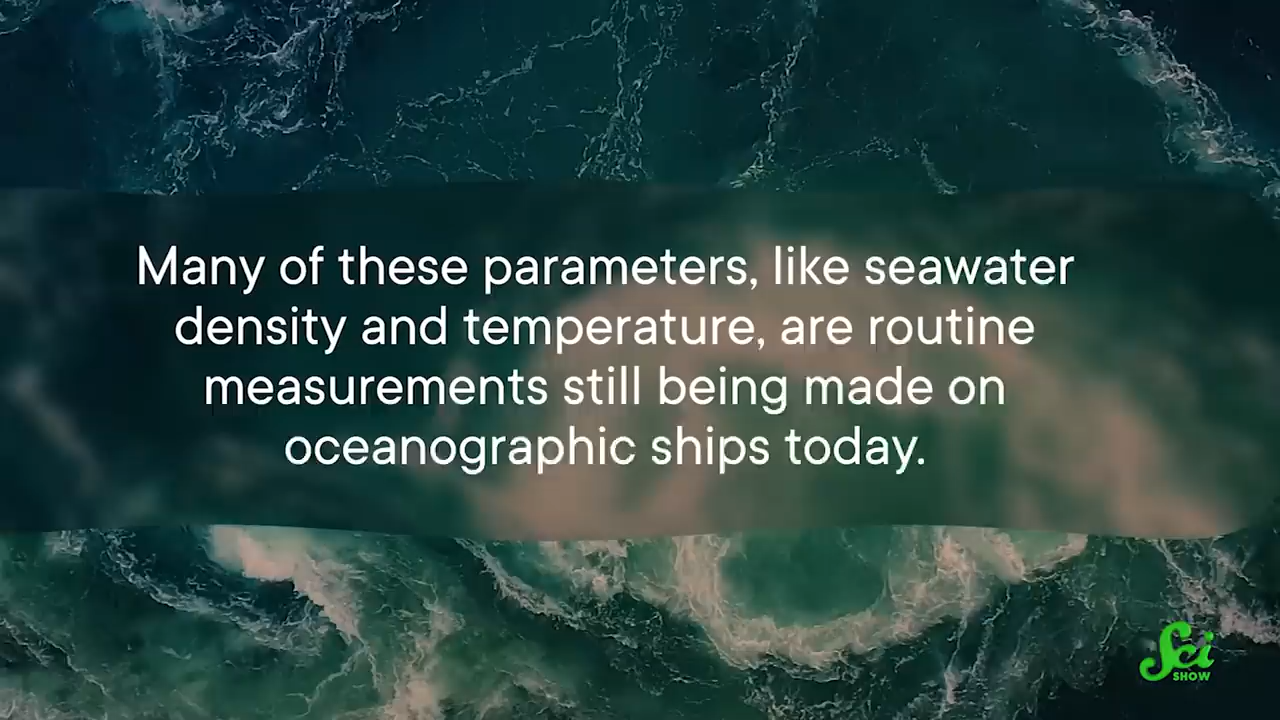 Many of these parameters, like seawater
density and temperature, are routine
measurements still being made on
oceanographic ships today.
Sci
SHOW